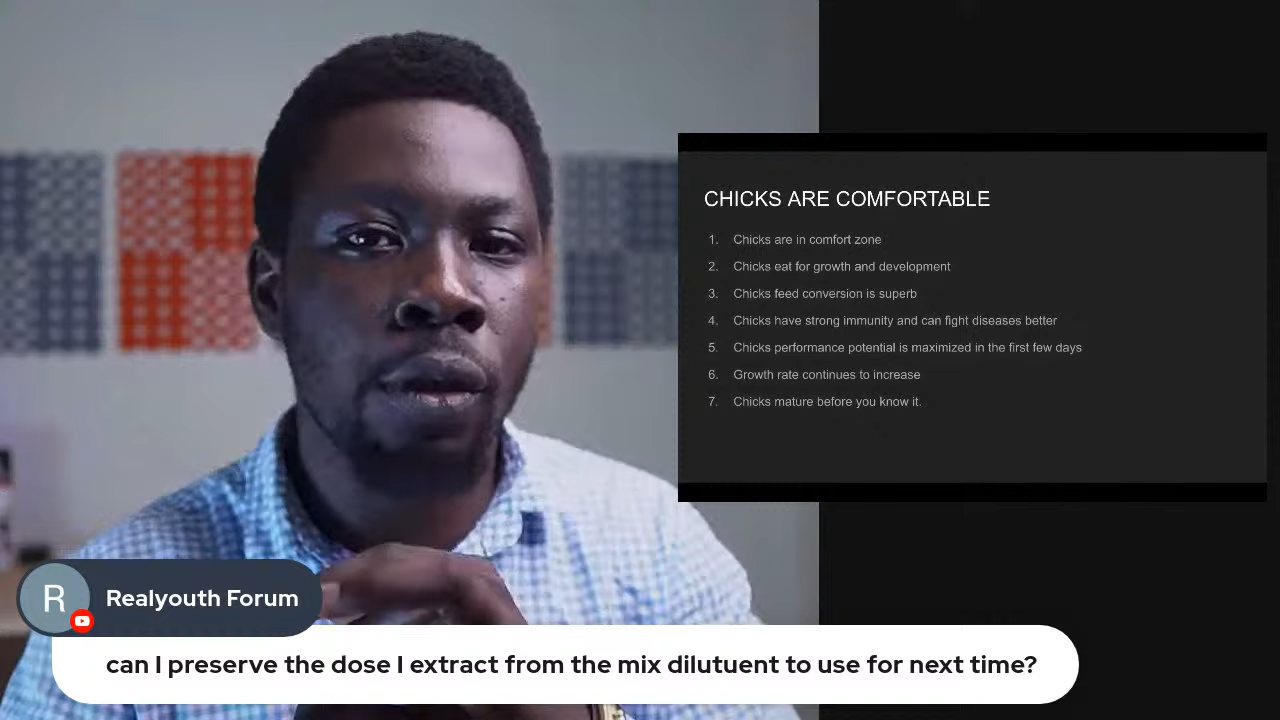 CHICKS ARE COMFORTABLE
1. Chicks are in comfort zone
2. Chicks eat for growth and development
3. Chicks feed conversion is superb
4. Chicks have strong immunity and can fight diseases better
5. Chicks performance potential is maximized in the first few days
6. Growth rate continues to increase
7. Chicks mature before you know it.
R
Realyouth Forum
can I preserve the dose I extract from the mix dilutuent to use for next time?